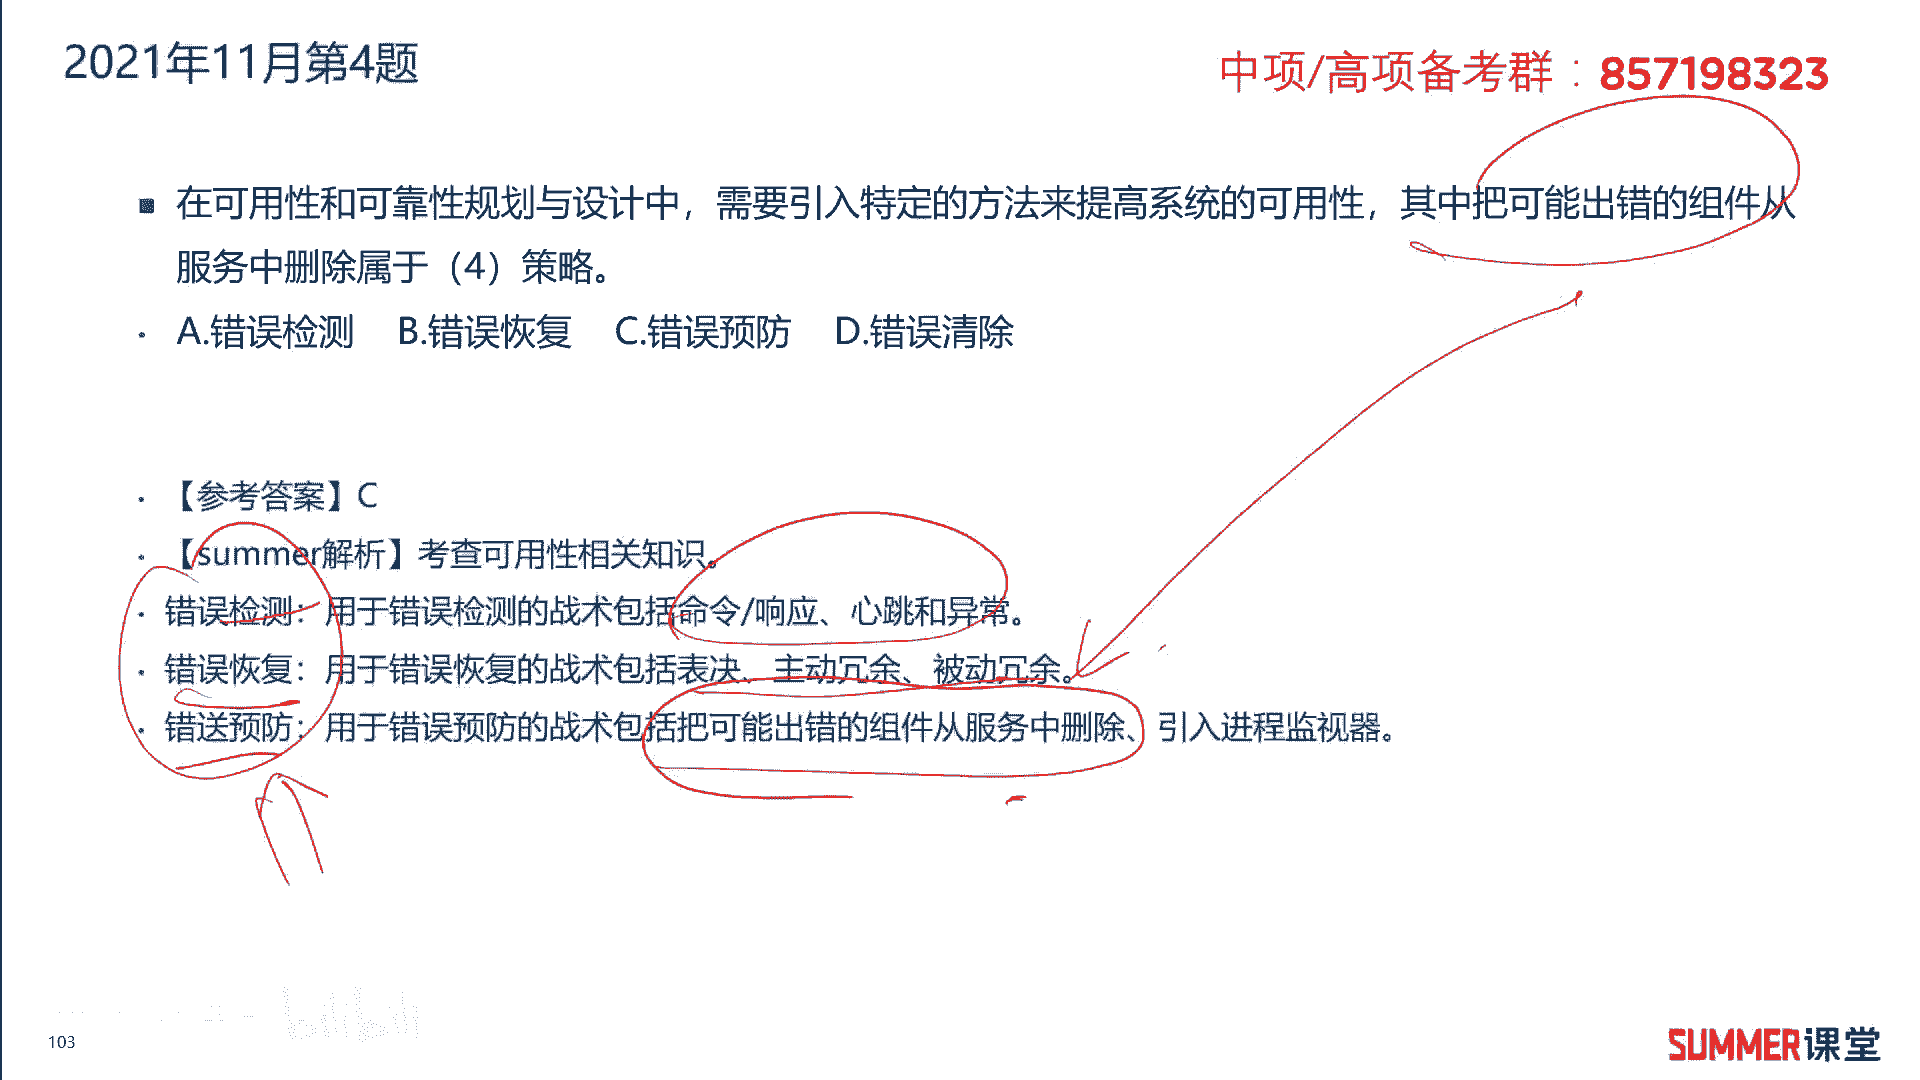 2021年11月第4题
中项/高项备考群：857198323
在可用性和可靠性规划与设计中，需要引入特定的方法来提高系统的可用性，其中把可能出错的组件从
服务中删除属于（4）策略。
A.错误检测 B.错误恢复 C.错误预防 D.错误清除
【参考答案】C
【summer解析】考查可用性相关知识。
错误检测：用于错误检测的战术包括命令/响应、心跳和异常。
错误恢复：用于错误恢复的战术包括表决、主动冗余、被动冗余。
错送预防：用于错误预防的战术包括把可能出错的组件从服务中删除、引入进程监视器。
bilibili
103
SUMMER课堂